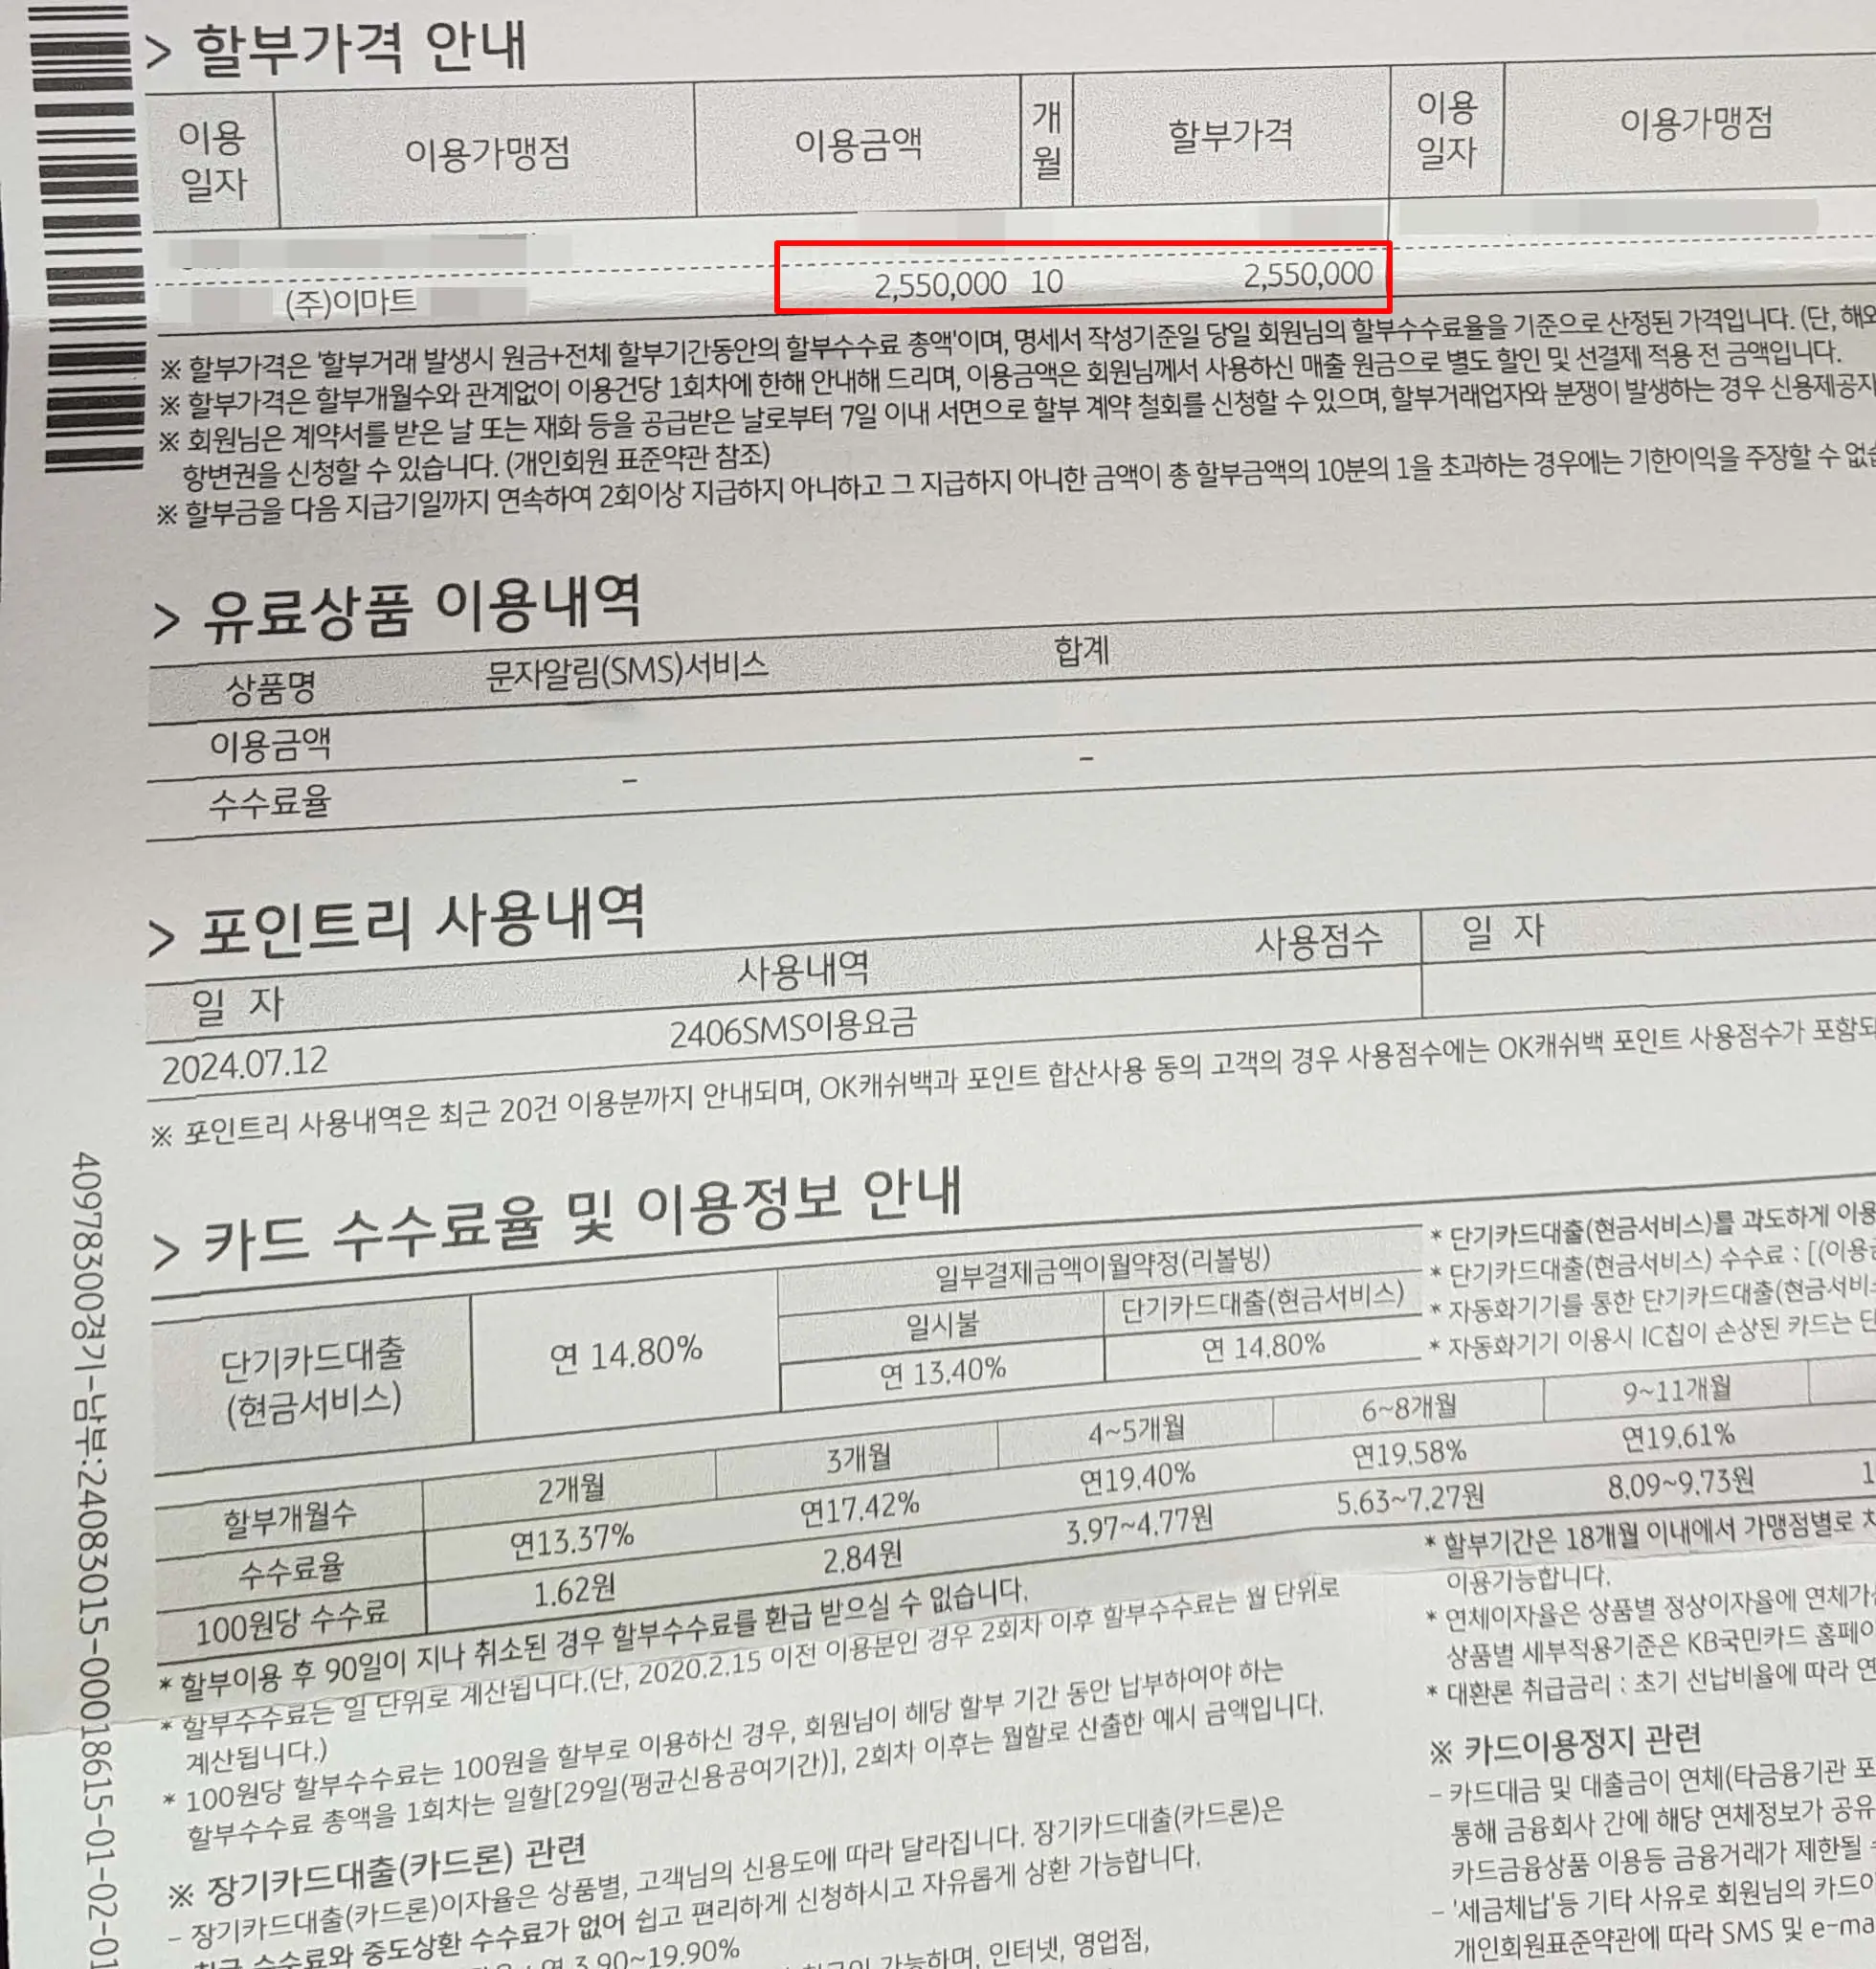 > 할부가격 안내
이용일자 이용가맹점 이용금액 개월 할부가격 이용일자 이용가맹점
(주)이마트 2,550,000 10 2,550,000
※ 할부가격은 '할부거래 발생시 원금+전체 할부기간동안의 할부수수료 총액'이며, 명세서 작성기준일 당일 회원님의 할부수수료율을 기준으로 산정된 가격입니다. (단, 해외
※ 할부가격은 할부개월수와 관계없이 이용건당 1회차에 한해 안내해 드리며, 이용금액은 회원님께서 사용하신 매출 원금으로 별도 할인 및 선결제 적용 전 금액입니다.
※ 회원님은 계약서를 받은 날 또는 재화 등을 공급받은 날로부터 7일 이내 서면으로 할부 계약 철회를 신청할 수 있으며, 할부거래업자와 분쟁이 발생하는 경우 신용제공자
항변권을 신청할 수 있습니다. (개인회원 표준약관 참조)
※ 할부금을 다음 지급기일까지 연속하여 2회이상 지급하지 아니하고 그 지급하지 아니한 금액이 총 할부금액의 10분의 1을 초과하는 경우에는 기한이익을 주장할 수 없습
> 유료상품 이용내역
상품명 문자알림(SMS)서비스 합계
이용금액
수수료율 - -
> 포인트리 사용내역
일 자 사용내역 사용점수 일 자
2024.07.12 2406SMS이용요금
※ 포인트리 사용내역은 최근 20건 이용분까지 안내되며, OK캐쉬백과 포인트 합산사용 동의 고객의 경우 사용점수에는 OK캐쉬백 포인트 사용점수가 포함되
> 카드 수수료율 및 이용정보 안내
단기카드대출
(현금서비스)
연 14.80%
일부결제금액이월약정(리볼빙)
일시불 단기카드대출(현금서비스)
연 13.40% 연 14.80%
* 단기카드대출(현금서비스)를 과도하게 이용
* 단기카드대출(현금서비스) 수수료 : [(이용금
* 자동화기기를 통한 단기카드대출(현금서비스
* 자동화기기 이용시 IC칩이 손상된 카드는 단
할부개월수 2개월 3개월 4~5개월 6~8개월 9~11개월
수수료율 연13.37% 연17.42% 연19.40% 연19.58% 연19.61%
100원당 수수료 1.62원 2.84원 3.97~4.77원 5.63~7.27원 8.09~9.73원 1
* 할부이용 후 90일이 지나 취소된 경우 할부수수료를 환급 받으실 수 없습니다.
* 할부수수료는 일 단위로 계산됩니다.(단, 2020.2.15 이전 이용분인 경우 2회차 이후 할부수수료는 월 단위로
계산됩니다.)
* 100원당 할부수수료는 100원을 할부로 이용하신 경우, 회원님이 해당 할부 기간 동안 납부하여야 하는
할부수수료 총액을 1회차는 일할[29일(평균신용공여기간)], 2회차 이후는 월할로 산출한 예시 금액입니다.
※ 장기카드대출(카드론) 관련
- 장기카드대출(카드론)이자율은 상품별, 고객님의 신용도에 따라 달라집니다. 장기카드대출(카드론)은
취급 수수료와 중도상환 수수료가 없어 쉽고 편리하게 신청하시고 자유롭게 상환 가능합니다.
연 3.90~19.90%
가능하며, 인터넷, 영업점,
* 할부기간은 18개월 이내에서 가맹점별로 차
이용가능합니다.
* 연체이자율은 상품별 정상이자율에 연체가산
상품별 세부적용기준은 KB국민카드 홈페이
* 대환론 취급금리 : 초기 선납비율에 따라 연
※ 카드이용정지 관련
- 카드대금 및 대출금이 연체(타금융기관 포
통해 금융회사 간에 해당 연체정보가 공유
카드금융상품 이용등 금융거래가 제한될 수
- '세금체납'등 기타 사유로 회원님의 카드이
개인회원표준약관에 따라 SMS 및 e-ma
40978300경기-남부:24083015-00018615-01-02-01